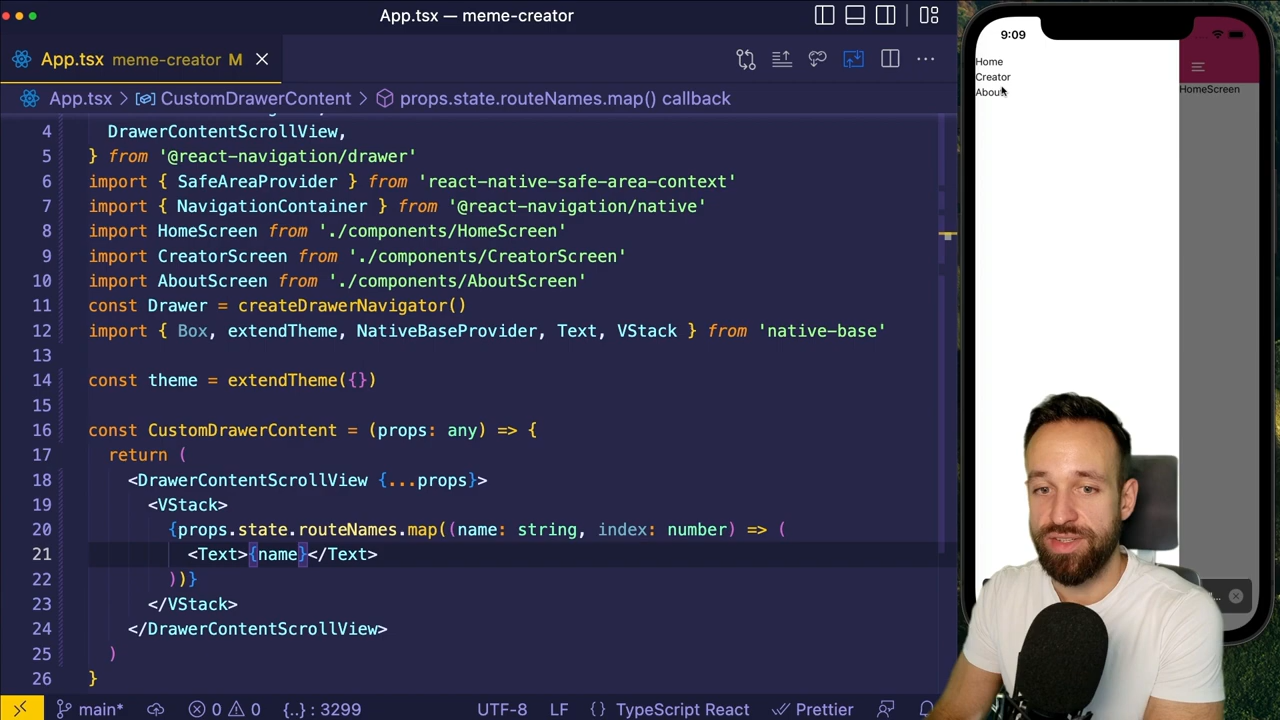 App.tsx — meme-creator
App.tsx meme-creator M
App.tsx > CustomDrawerContent > props.state.routeNames.map() callback
4 DrawerContentScrollView,
5 } from '@react-navigation/drawer'
6 import { SafeAreaProvider } from 'react-native-safe-area-context'
7 import { NavigationContainer } from '@react-navigation/native'
8 import HomeScreen from './components/HomeScreen'
9 import CreatorScreen from './components/CreatorScreen'
10 import AboutScreen from './components/AboutScreen'
11 const Drawer = createDrawerNavigator()
12 import { Box, extendTheme, NativeBaseProvider, Text, VStack } from 'native-base'
13
14 const theme = extendTheme({})
15
16 const CustomDrawerContent = (props: any) => {
17 return (
18 <DrawerContentScrollView {...props}>
19 <VStack>
20 {props.state.routeNames.map((name: string, index: number) => (
21 <Text>{name}</Text>
22 ))}
23 </VStack>
24 </DrawerContentScrollView>
25 )
26 }
main* 0 0 {..} : 3299 UTF-8 LF {} TypeScript React Prettier
9:09
Home
Creator
About
HomeScreen